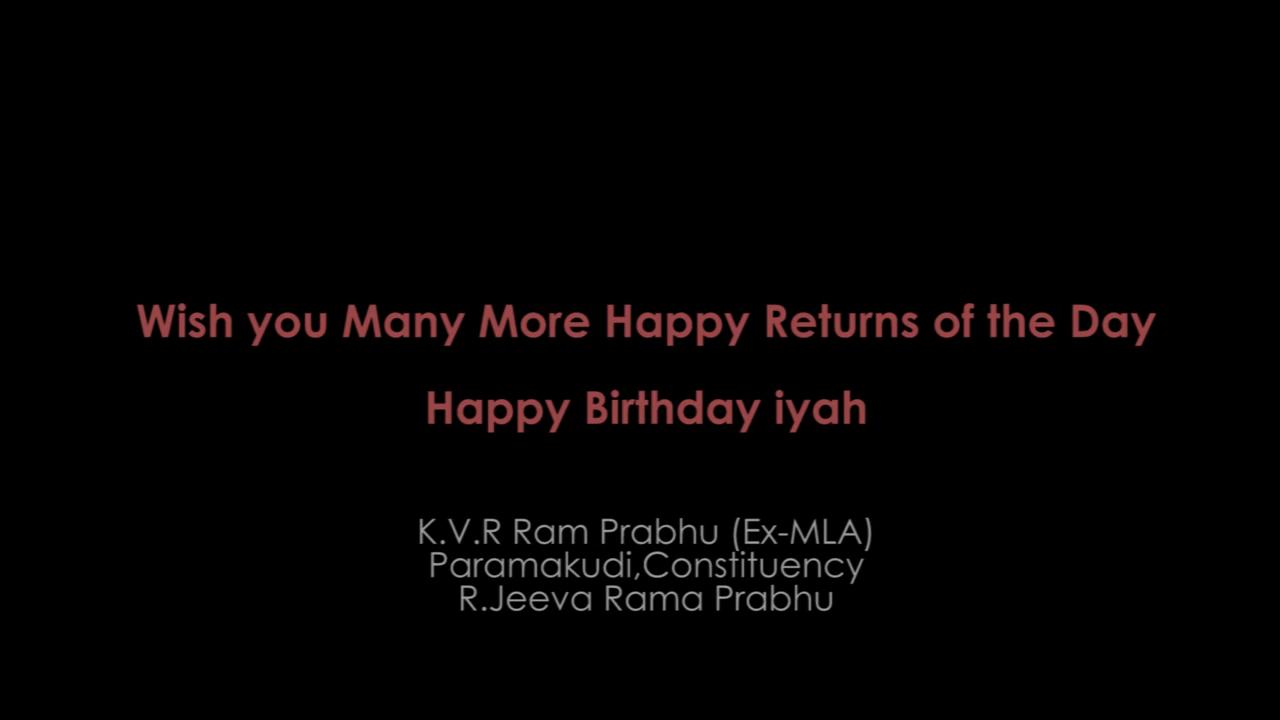 Wish you Many More Happy Returns of the Day
Happy Birthday iyah
K.V.R Ram Prabhu (Ex-MLA)
Paramakudi,Constituency
R.Jeeva Rama Prabhu